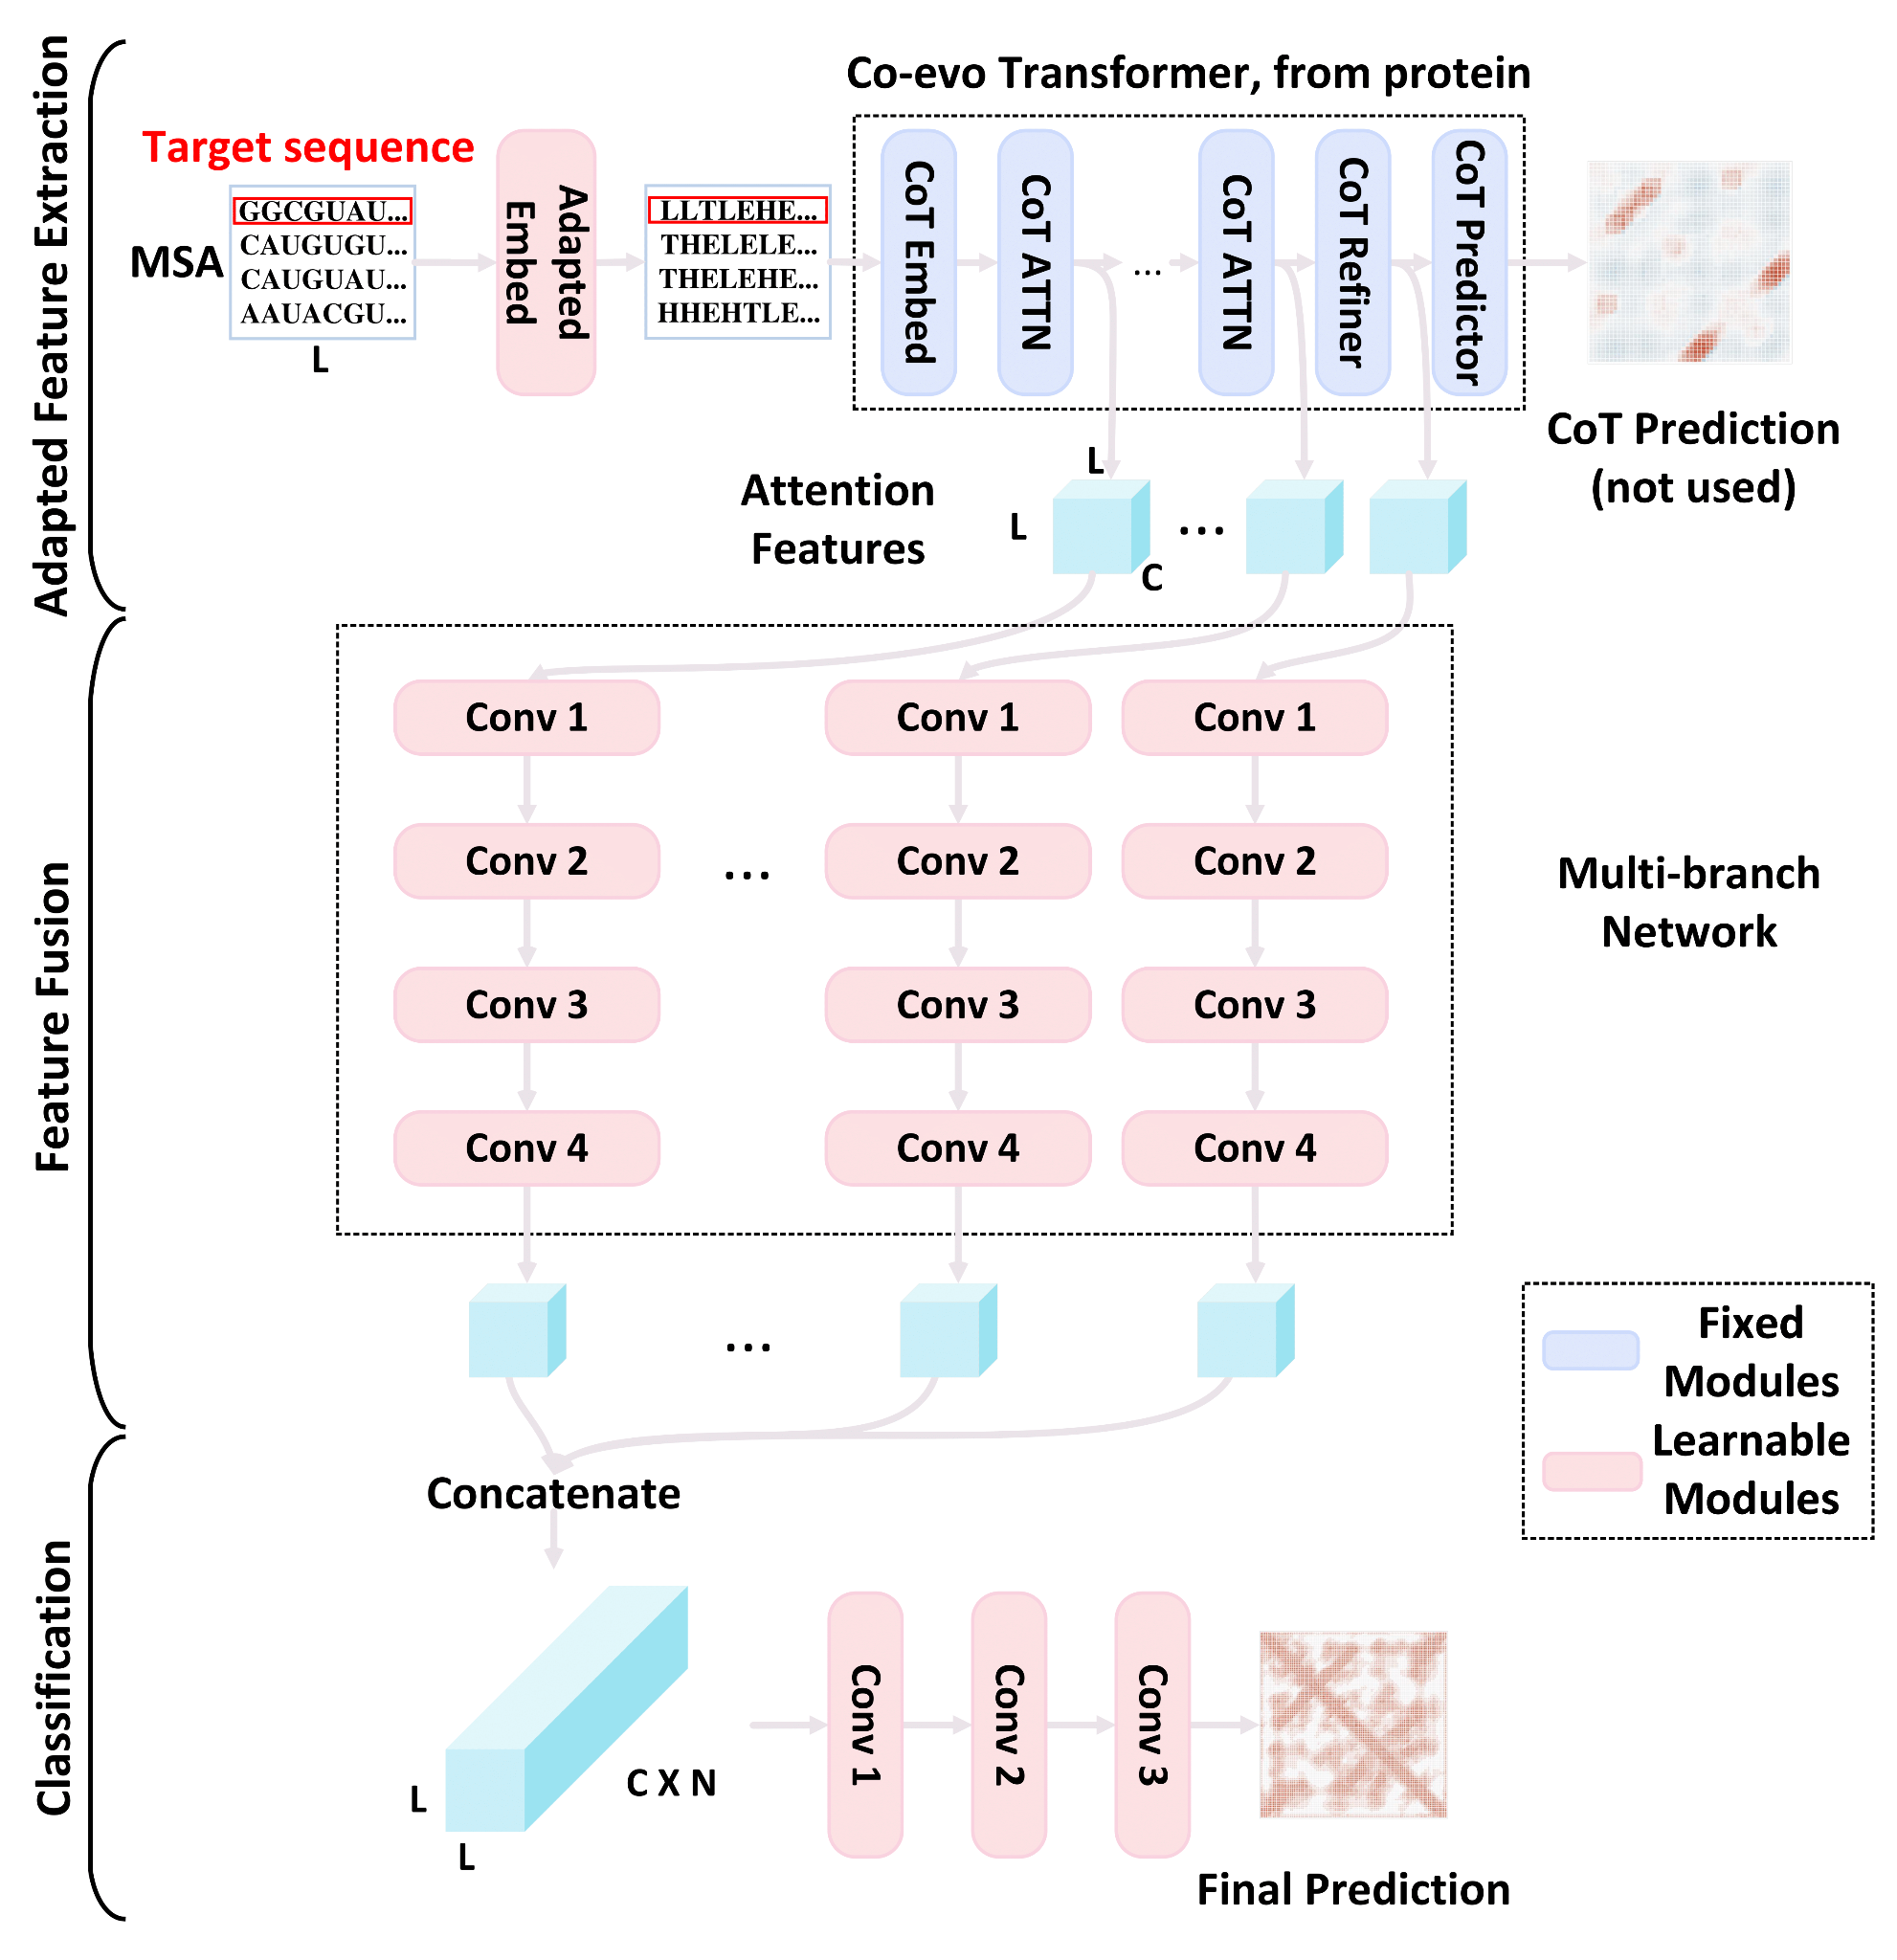 Adapted Feature Extraction
Co-evo Transformer, from protein
Target sequence
MSA
GGCGUAU...
CAUGUGU...
CAUGUAU...
AAUACGU...
L
Adapted
Embed
LLTLEHE...
THELELE...
THELEHE...
HHEHTLE...
CoT Embed
CoT ATTN
...
CoT ATTN
CoT Refiner
CoT Predictor
CoT Prediction
(not used)
Attention
Features
L
L
C
...
Feature Fusion
Conv 1
Conv 1
Conv 1
Conv 2
...
Conv 2
Conv 2
Conv 3
Conv 3
Conv 3
Conv 4
Conv 4
Conv 4
Multi-branch
Network
...
Fixed
Modules
Learnable
Modules
Classification
Concatenate
L
L
C X N
Conv 1
Conv 2
Conv 3
Final Prediction